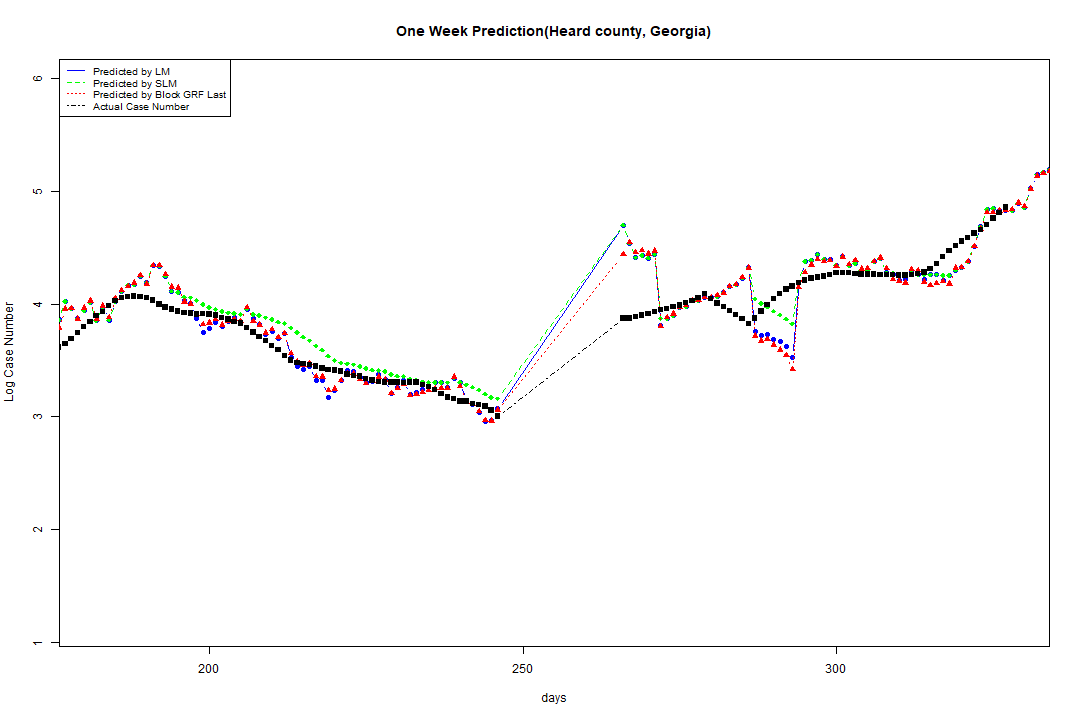 One Week Prediction(Heard county, Georgia)
Predicted by LM
Predicted by SLM
Predicted by Block GRF Last
Actual Case Number
6
5
4
3
2
1
Log Case Number
200
250
300
days